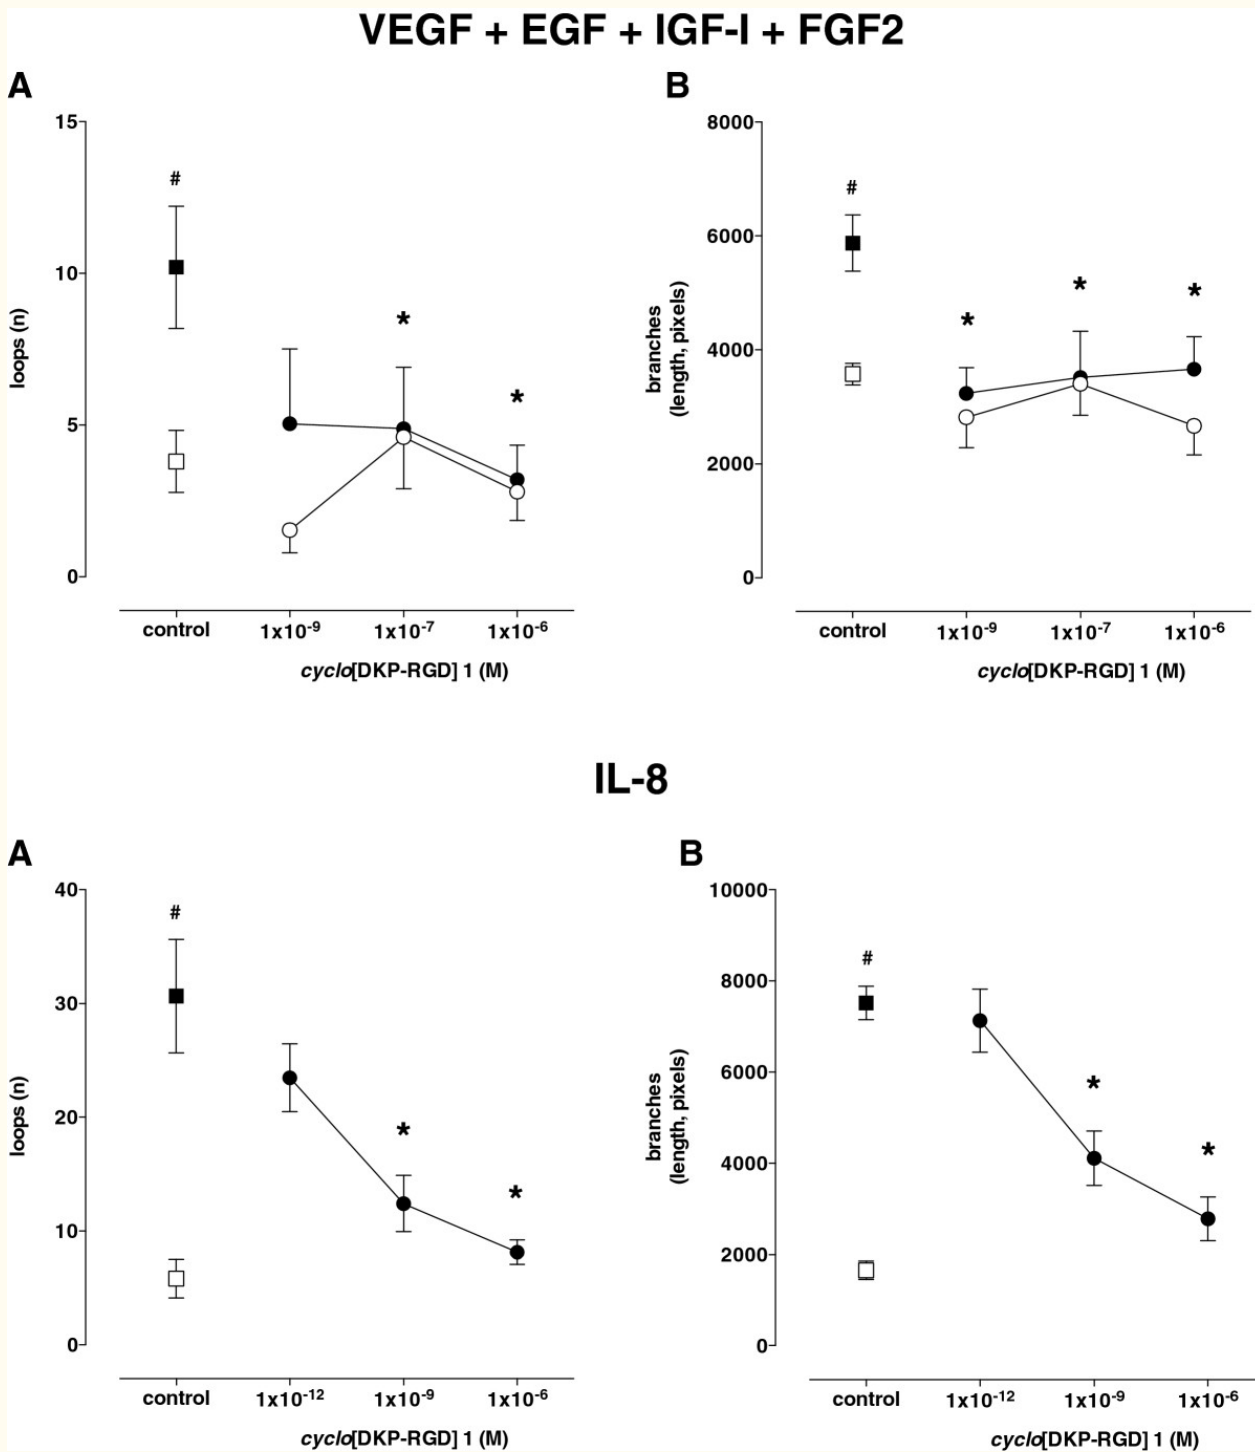 VEGF + EGF + IGF-I + FGF2
A
15
10
5
0
loops (n)
#
*
*
control
1x10-9
1x10-7
1x10-6
cyclo[DKP-RGD] 1 (M)
B
8000
6000
4000
2000
0
branches
(length, pixels)
#
*
*
*
control
1x10-9
1x10-7
1x10-6
cyclo[DKP-RGD] 1 (M)
IL-8
A
40
30
20
10
0
loops (n)
#
*
*
control
1x10-12
1x10-9
1x10-6
cyclo[DKP-RGD] 1 (M)
B
10000
8000
6000
4000
2000
0
branches
(length, pixels)
#
*
*
control
1x10-12
1x10-9
1x10-6
cyclo[DKP-RGD] 1 (M)